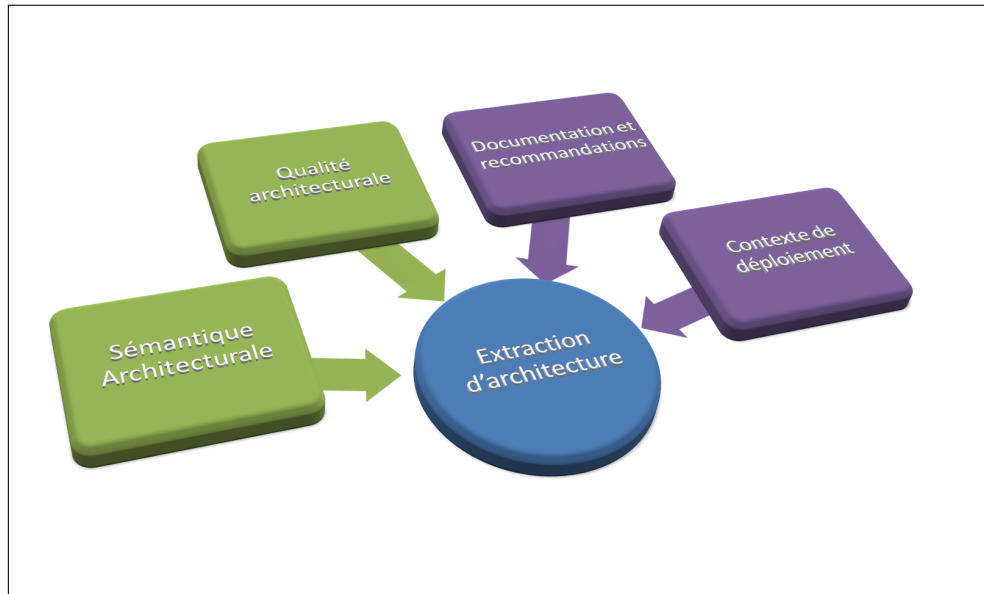 Documentation et
recommandations
Qualité
architecturale
Contexte de
déploiement
Sémantique
Architecturale
Extraction
d'architecture